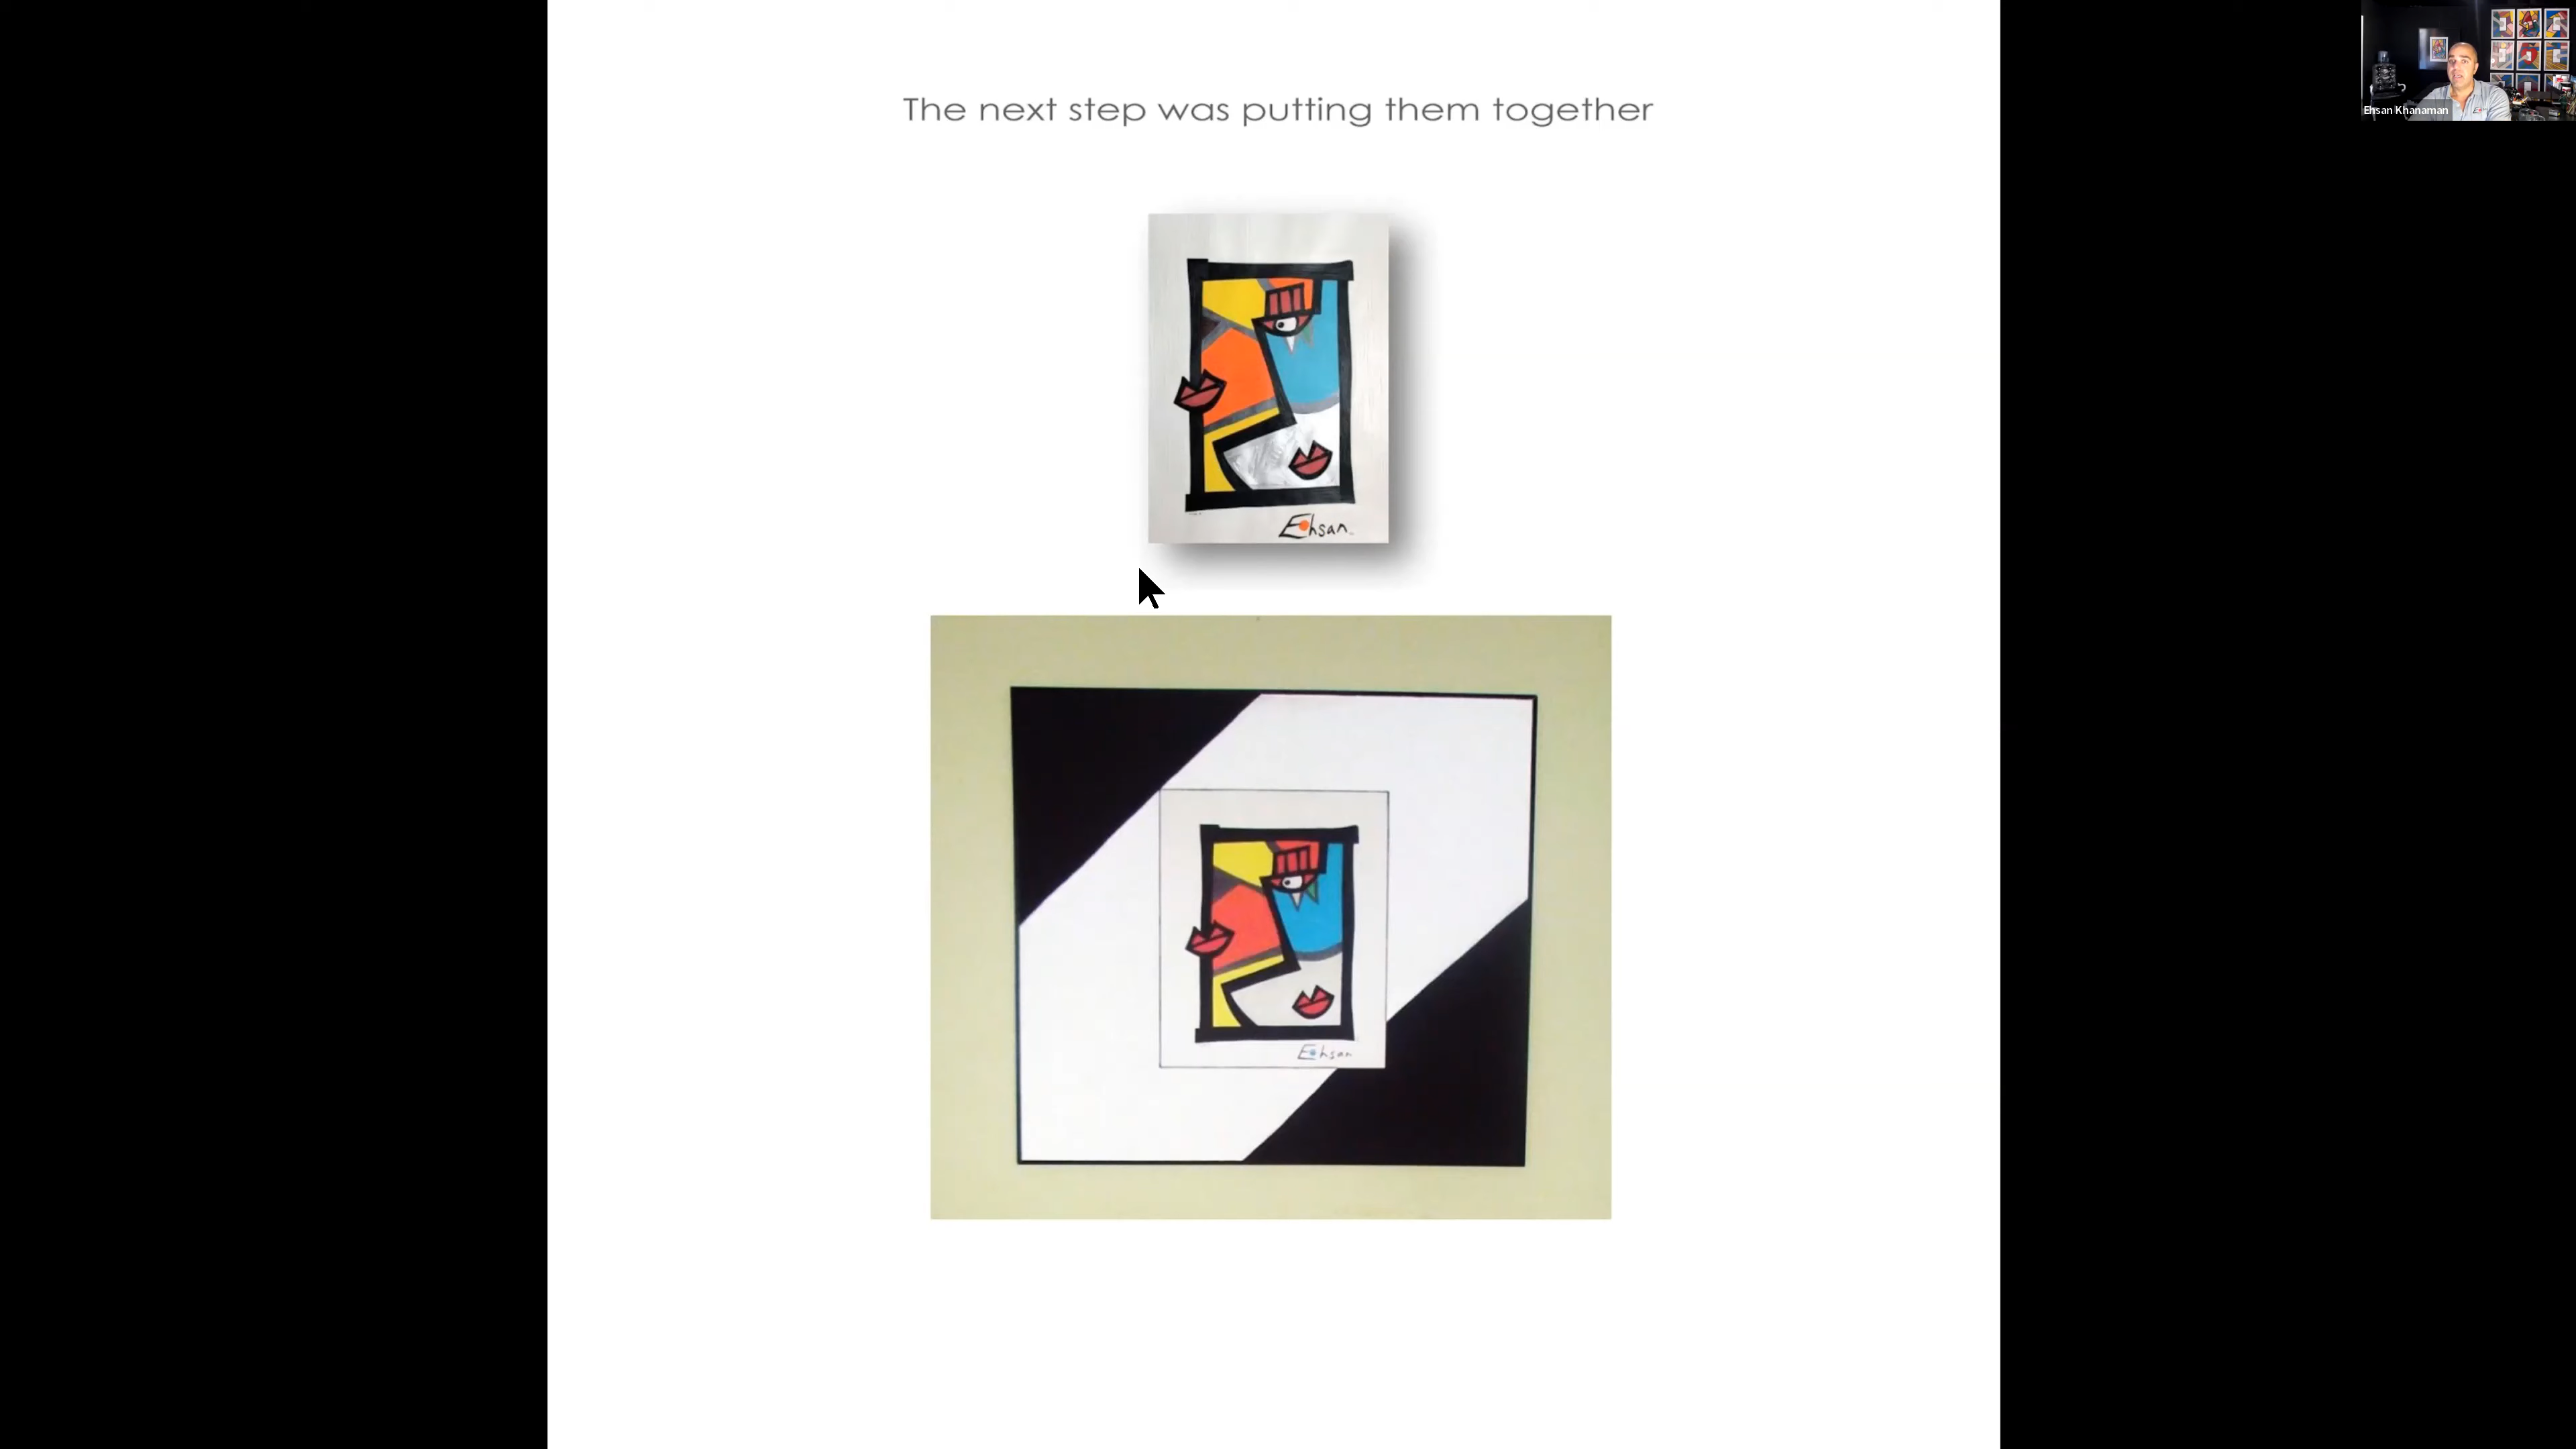 The next step was putting them together
Ehsan Khanaman
Ehsan
Ehsan